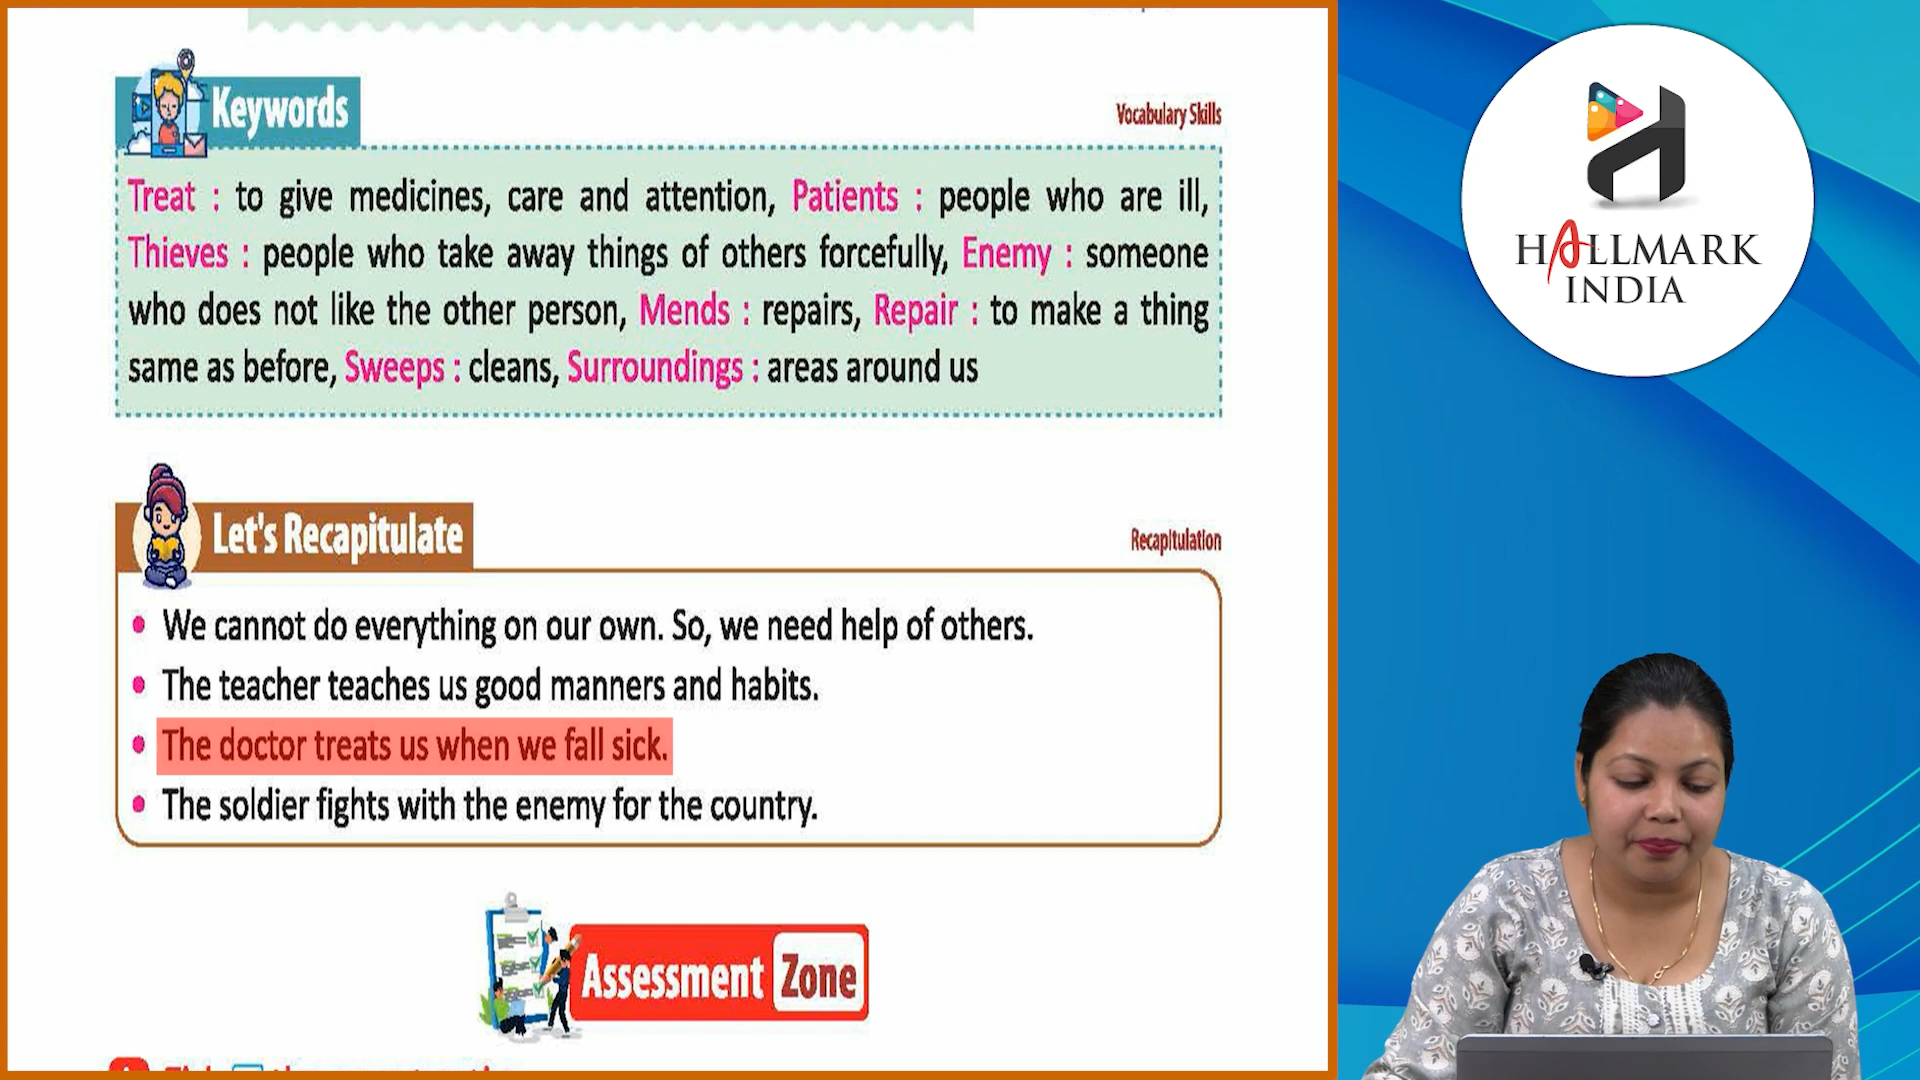 Keywords
Vocabulary Skills
Treat : to give medicines, care and attention, Patients : people who are ill,
Thieves : people who take away things of others forcefully, Enemy : someone
who does not like the other person, Mends : repairs, Repair : to make a thing
same as before, Sweeps : cleans, Surroundings : areas around us
Let's Recapitulate
Recapitulation
• We cannot do everything on our own. So, we need help of others.
• The teacher teaches us good manners and habits.
• The doctor treats us when we fall sick.
• The soldier fights with the enemy for the country.
Assessment Zone
HALLMARK
INDIA